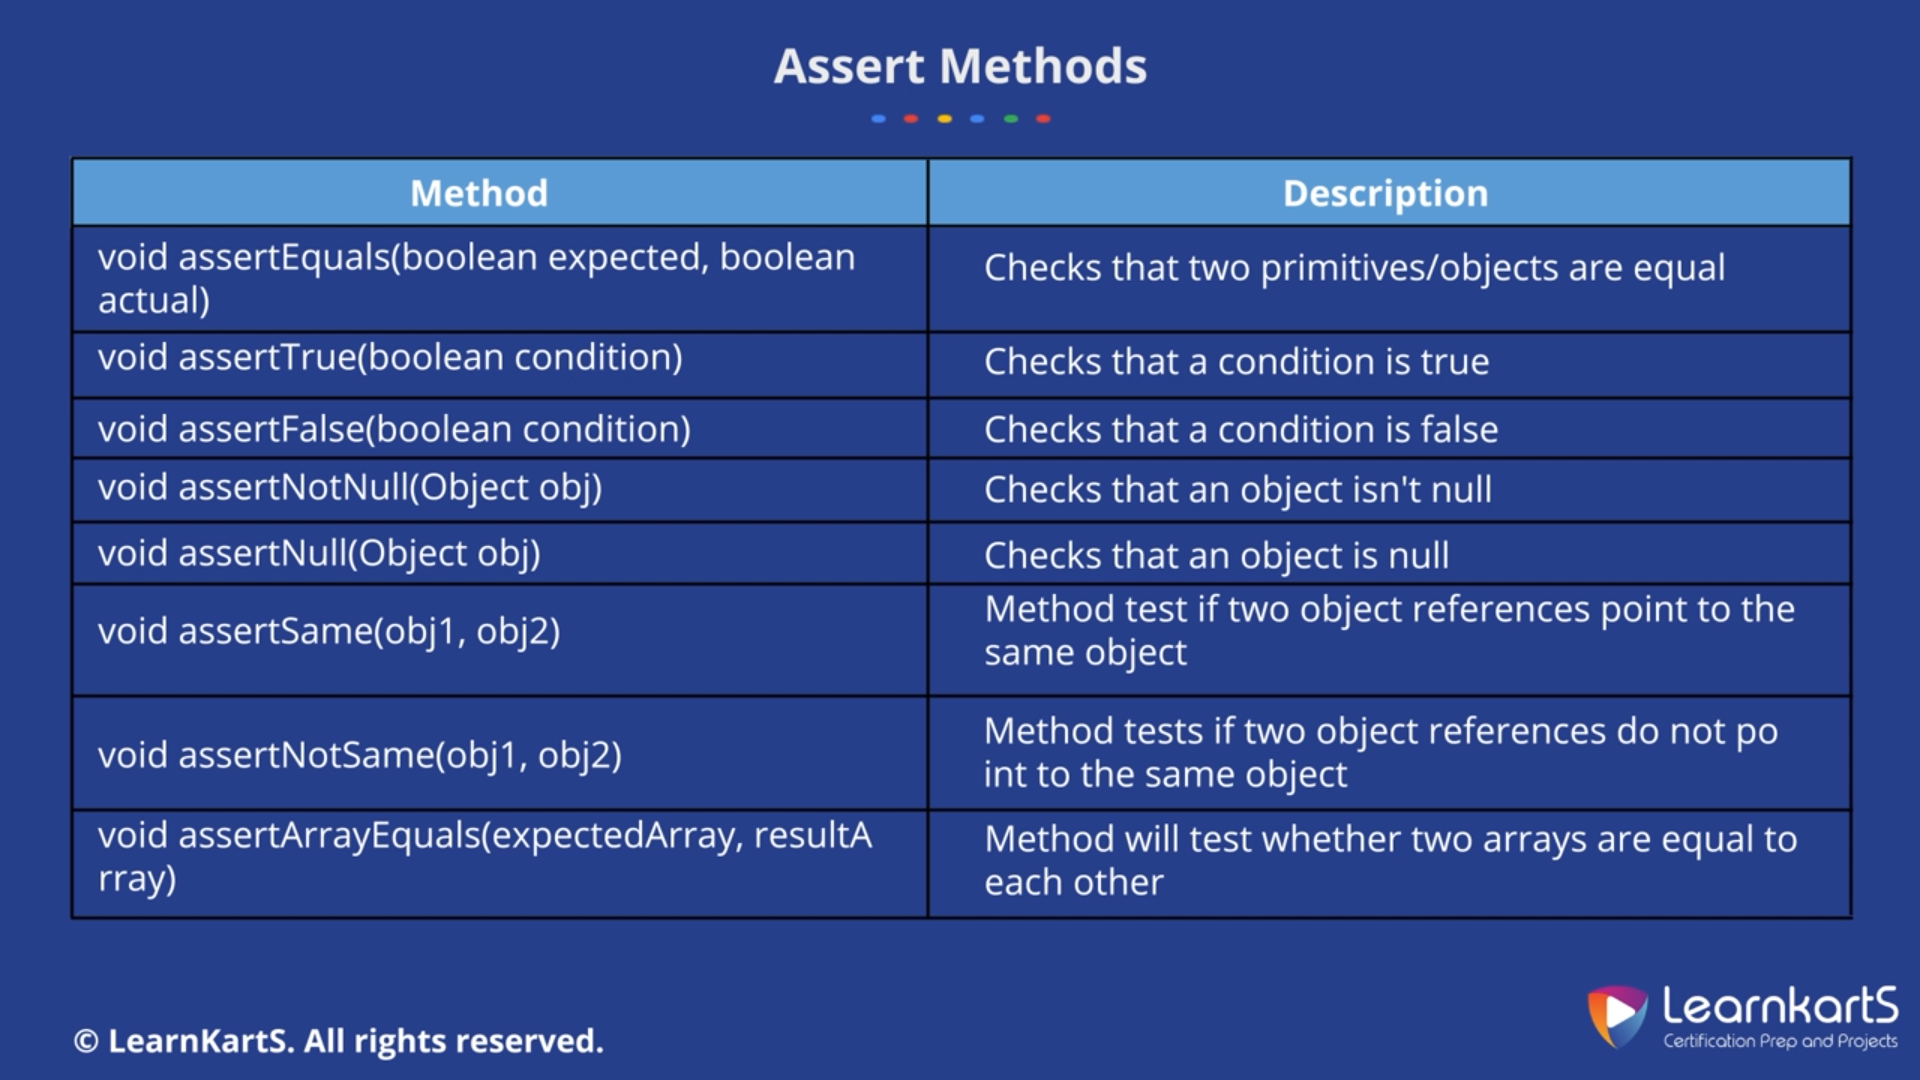 Assert Methods
Method
Description
void assertEquals(boolean expected, boolean
actual)
Checks that two primitives/objects are equal
void assertTrue(boolean condition)
Checks that a condition is true
void assertFalse(boolean condition)
Checks that a condition is false
void assertNotNull(Object obj)
Checks that an object isn't null
void assertNull(Object obj)
Checks that an object is null
void assertSame(obj1, obj2)
Method test if two object references point to the
same object
void assertNotSame(obj1, obj2)
Method tests if two object references do not po
int to the same object
void assertArrayEquals(expectedArray, resultA
rray)
Method will test whether two arrays are equal to
each other
© LearnKartS. All rights reserved.
LearnkartS
Certification Prep and Projects